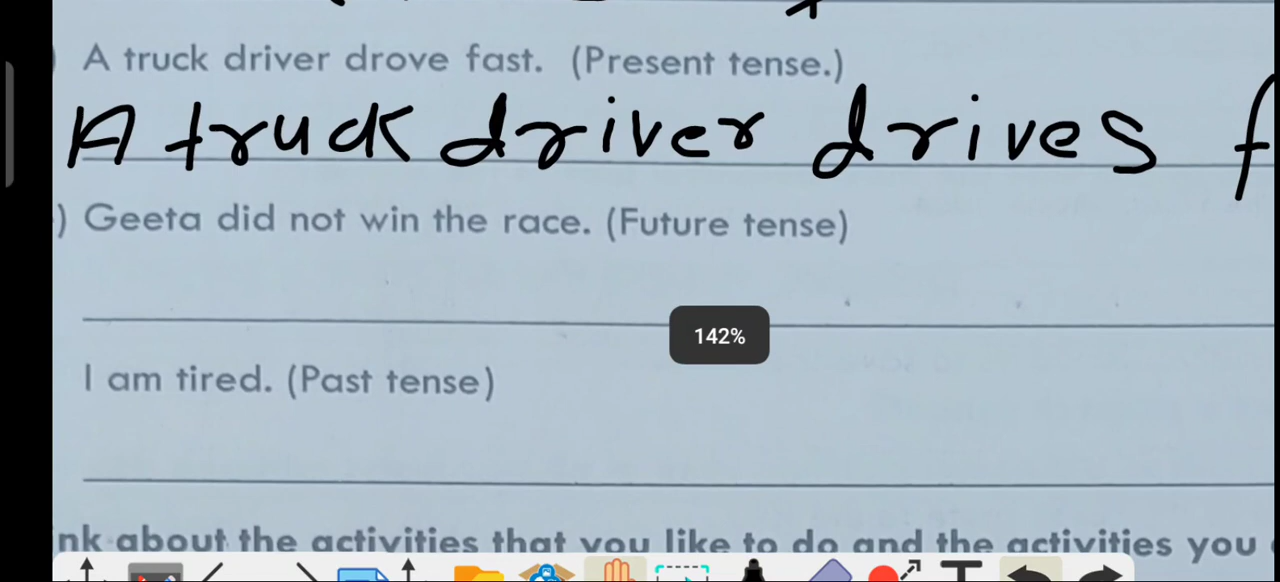 A truck driver drove fast. (Present tense.)
A truck driver drives f
) Geeta did not win the race. (Future tense)
142%
I am tired. (Past tense)
nk about the activities that you like to do and the activities you